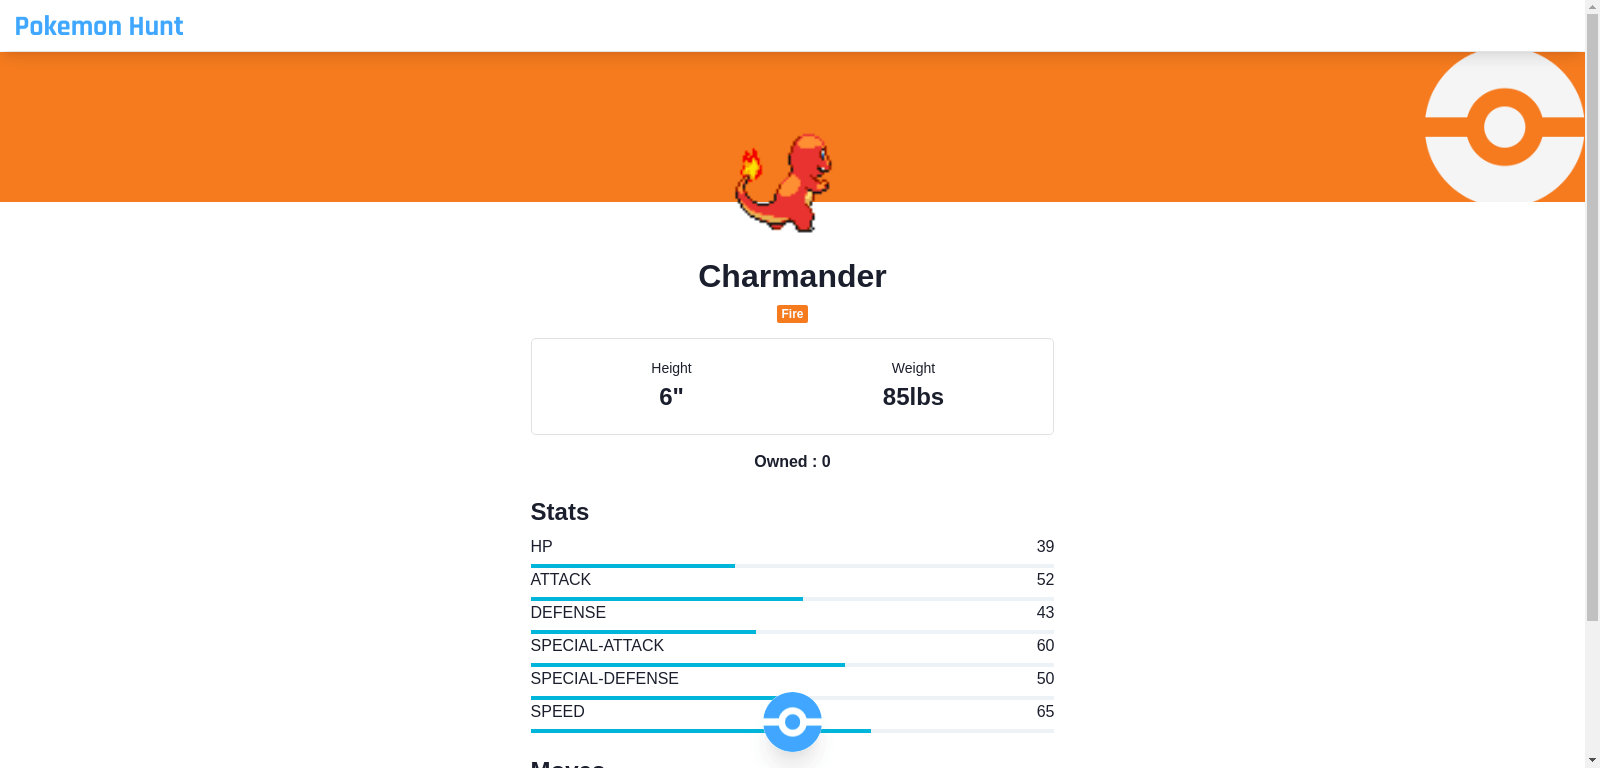 Pokemon Hunt
Charmander
Fire
Height
Weight
6"
85lbs
Owned : 0
Stats
HP
39
ATTACK
52
DEFENSE
43
SPECIAL-ATTACK
60
SPECIAL-DEFENSE
50
SPEED
65
Moves